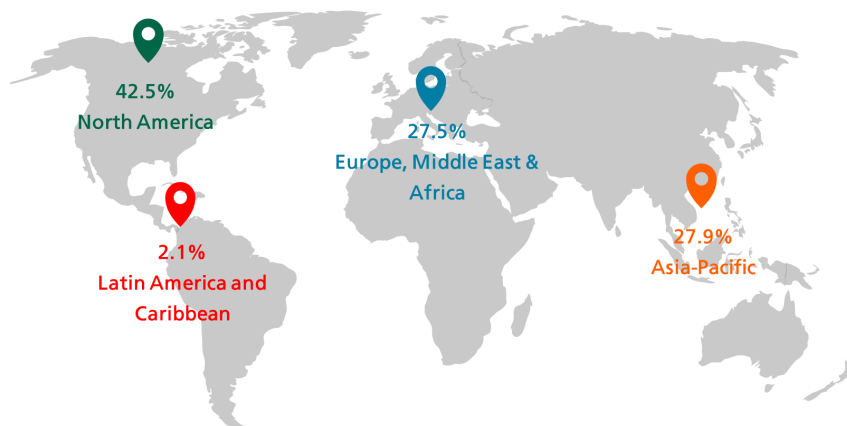 42.5%
North America
27.5%
Europe, Middle East &
Africa
2.1%
Latin America and
Caribbean
27.9%
Asia-Pacific